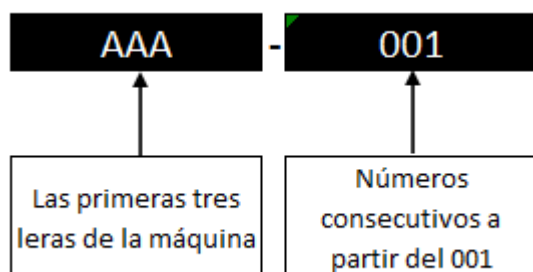 AAA - 001
Las primeras tres
leras de la máquina
Números
consecutivos a
partir del 001